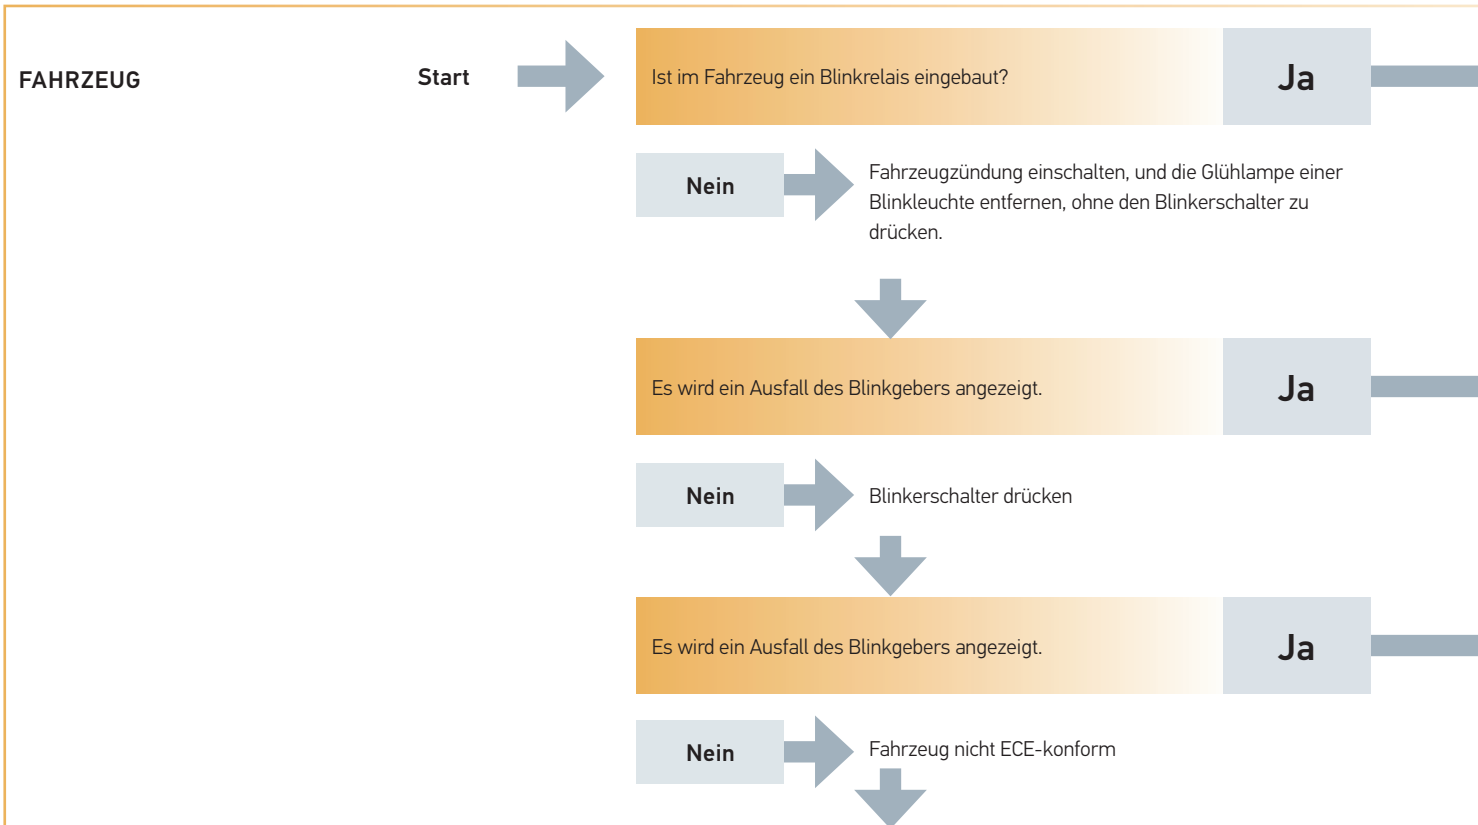 FAHRZEUG
Start
Ist im Fahrzeug ein Blinkrelais eingebaut?
Ja
Nein
Fahrzeugzündung einschalten, und die Glühlampe einer
Blinkleuchte entfernen, ohne den Blinkerschalter zu
drücken.
Es wird ein Ausfall des Blinkgebers angezeigt.
Ja
Nein
Blinkerschalter drücken
Es wird ein Ausfall des Blinkgebers angezeigt.
Ja
Nein
Fahrzeug nicht ECE-konform